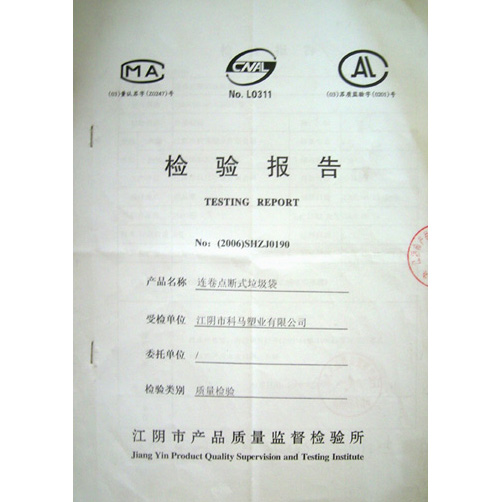 MA
CNAL
AL
(03)量认苏字(Z0247)号
No. L0311
(03)苏质监验字(0201)号
检验报告
TESTING REPORT
No: (2006)SHZJ0190
产品名称 连卷点断式垃圾袋
受检单位 江阴市科马塑业有限公司
委托单位 /
检验类别 质量检验
江阴市产品质量监督检验所
Jiang Yin Product Quality Supervision and Testing Institute